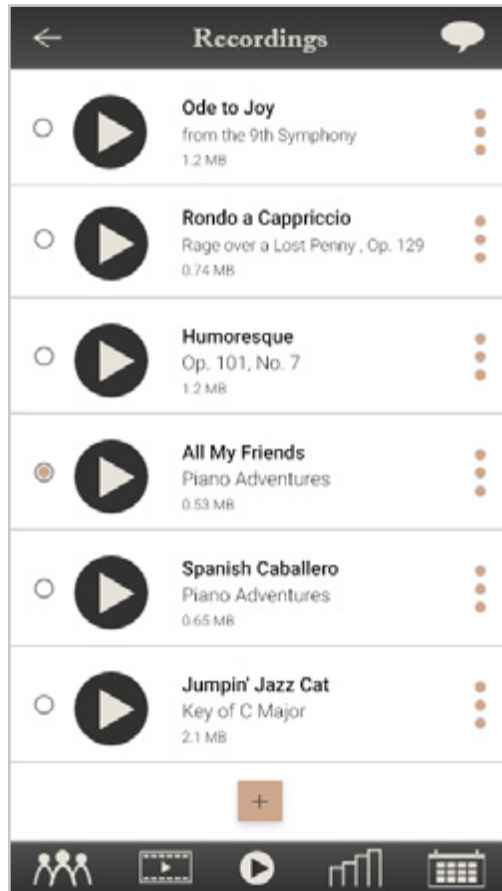 Recordings
Ode to Joy
from the 9th Symphony
1.2 MB
Rondo a Cappriccio
Rage over a Lost Penny , Op. 129
0.74 MB
Humoresque
Op. 101, No. 7
1.2 MB
All My Friends
Piano Adventures
0.53 MB
Spanish Caballero
Piano Adventures
0.65 MB
Jumpin' Jazz Cat
Key of C Major
2.1 MB
+